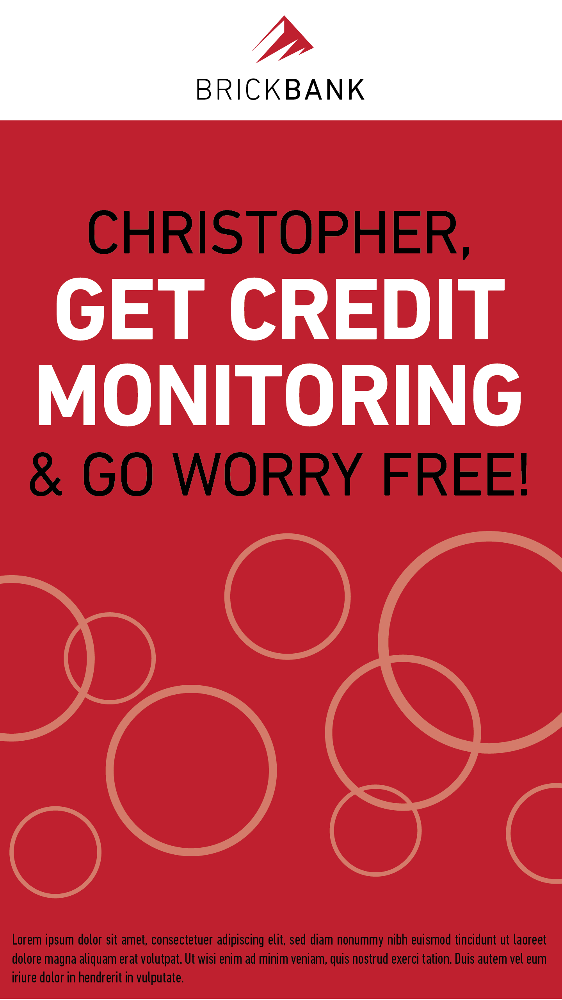 BRICKBANK
CHRISTOPHER,
GET CREDIT
MONITORING
& GO WORRY FREE!
Lorem ipsum dolor sit amet, consectetuer adipiscing elit, sed diam nonummy nibh euismod tincidunt ut laoreet
dolore magna aliquam erat volutpat. Ut wisi enim ad minim veniam, quis nostrud exerci tation. Duis autem vel eum
iriure dolor in hendrerit in vulputate.